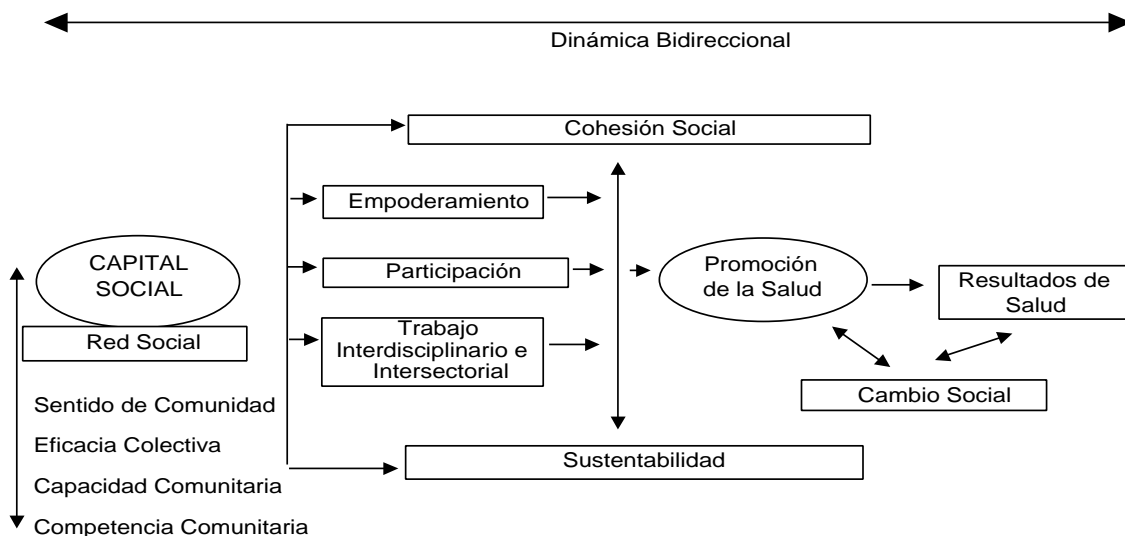 Dinámica Bidireccional
Cohesión Social
Empoderamiento
CAPITAL
SOCIAL
Red Social
Participación
Trabajo
Interdisciplinario e
Intersectorial
Promoción
de la Salud
Resultados de
Salud
Cambio Social
Sentido de Comunidad
Eficacia Colectiva
Capacidad Comunitaria
Competencia Comunitaria
Sustentabilidad